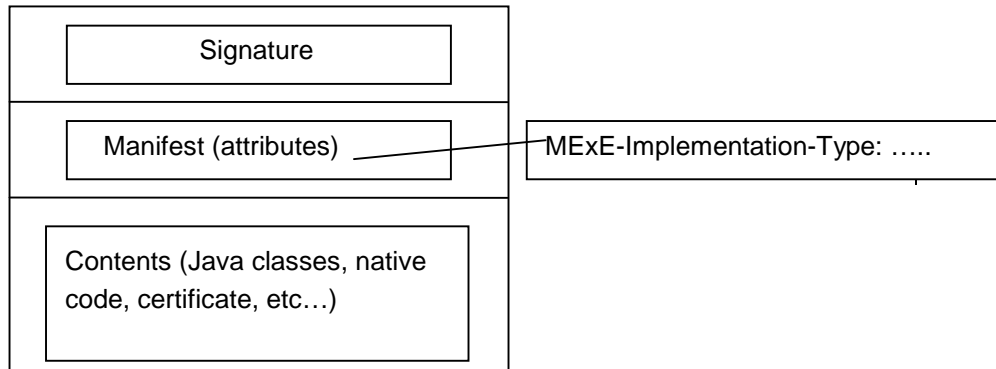 Signature
Manifest (attributes)
MExE-Implementation-Type: …..
Contents (Java classes, native
code, certificate, etc…)